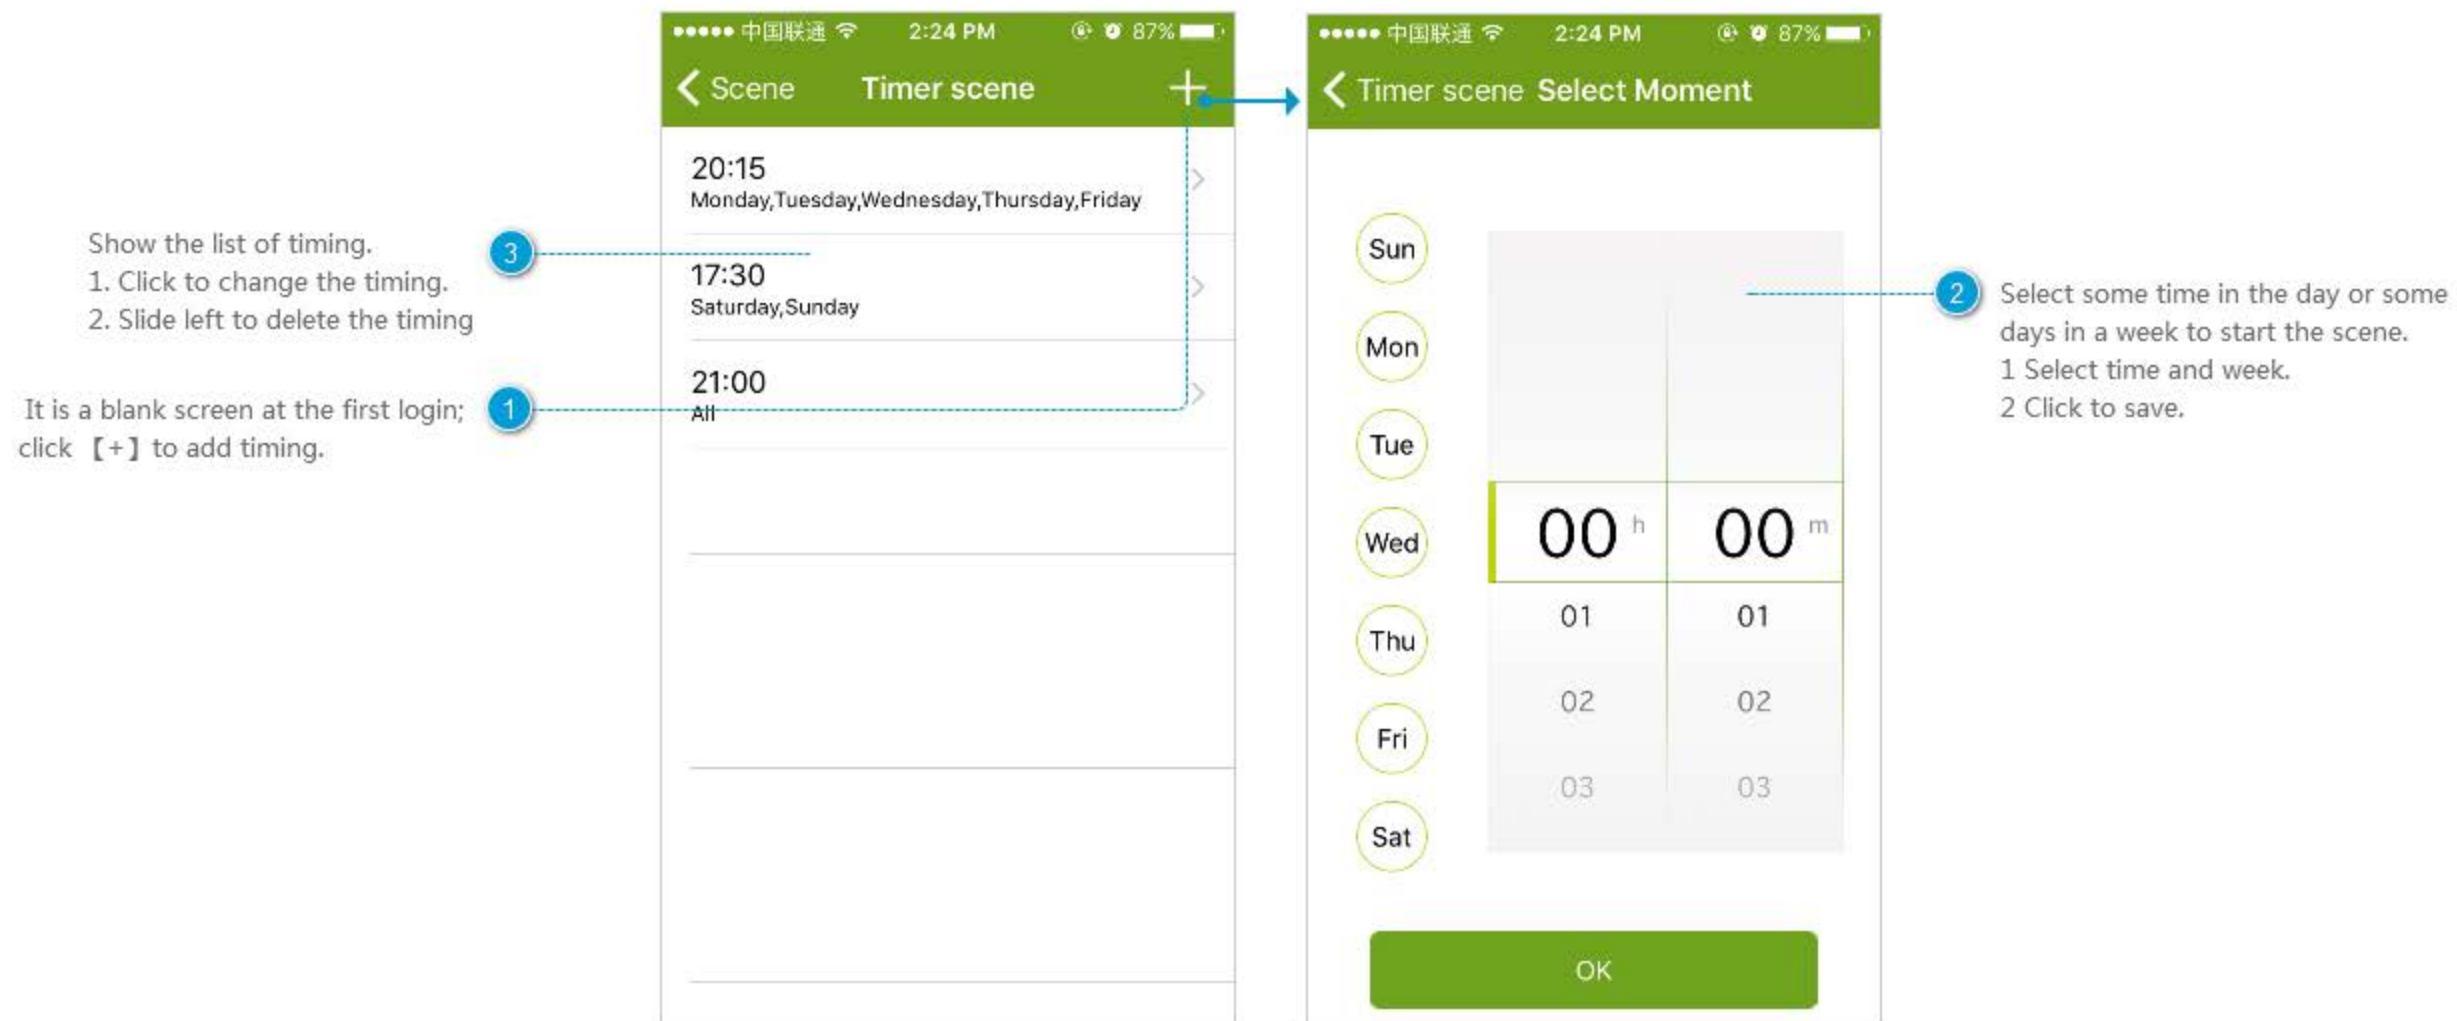 中国联通 2:24 PM 87%
Scene Timer scene +
20:15
Monday,Tuesday,Wednesday,Thursday,Friday
17:30
Saturday,Sunday
21:00
All
Show the list of timing.
1. Click to change the timing.
2. Slide left to delete the timing
3
It is a blank screen at the first login;
click 【+】 to add timing.
1
中国联通 2:24 PM 87%
Timer scene Select Moment
Sun
Mon
Tue
Wed
Thu
Fri
Sat
00 h 00 m
01 01
02 02
03 03
OK
2
Select some time in the day or some
days in a week to start the scene.
1 Select time and week.
2 Click to save.